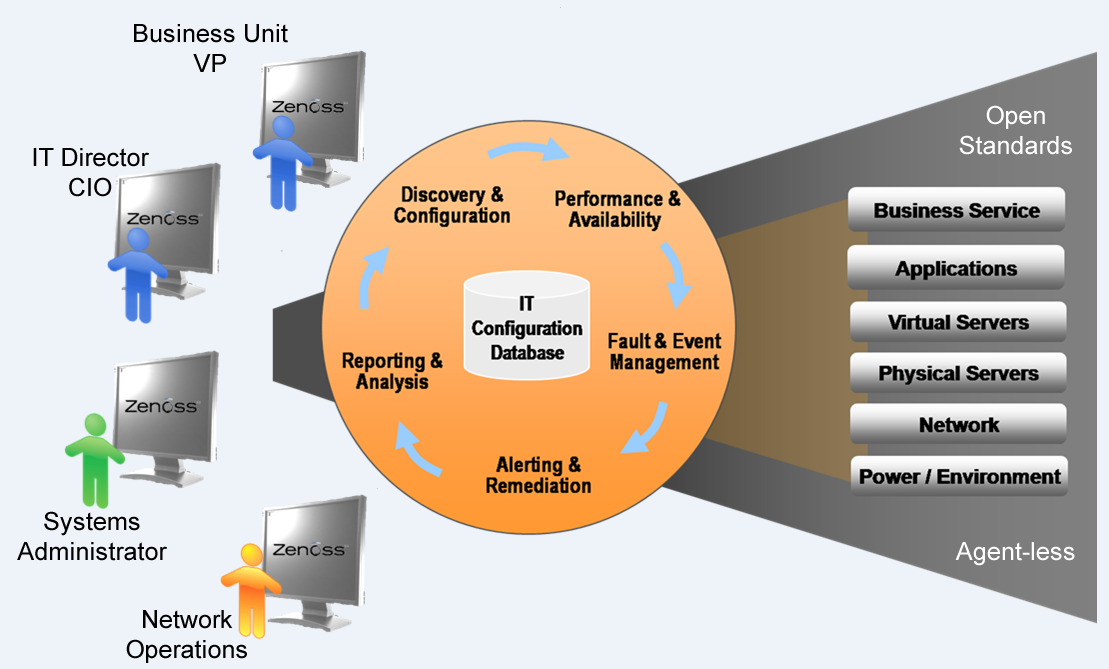 Business Unit
VP
Zenoss
IT Director
CIO
Zenoss
Zenoss
Systems
Administrator
Zenoss
Network
Operations
Discovery &
Configuration
Performance &
Availability
IT
Configuration
Database
Fault & Event
Management
Reporting &
Analysis
Alerting &
Remediation
Open
Standards
Business Service
Applications
Virtual Servers
Physical Servers
Network
Power / Environment
Agent-less